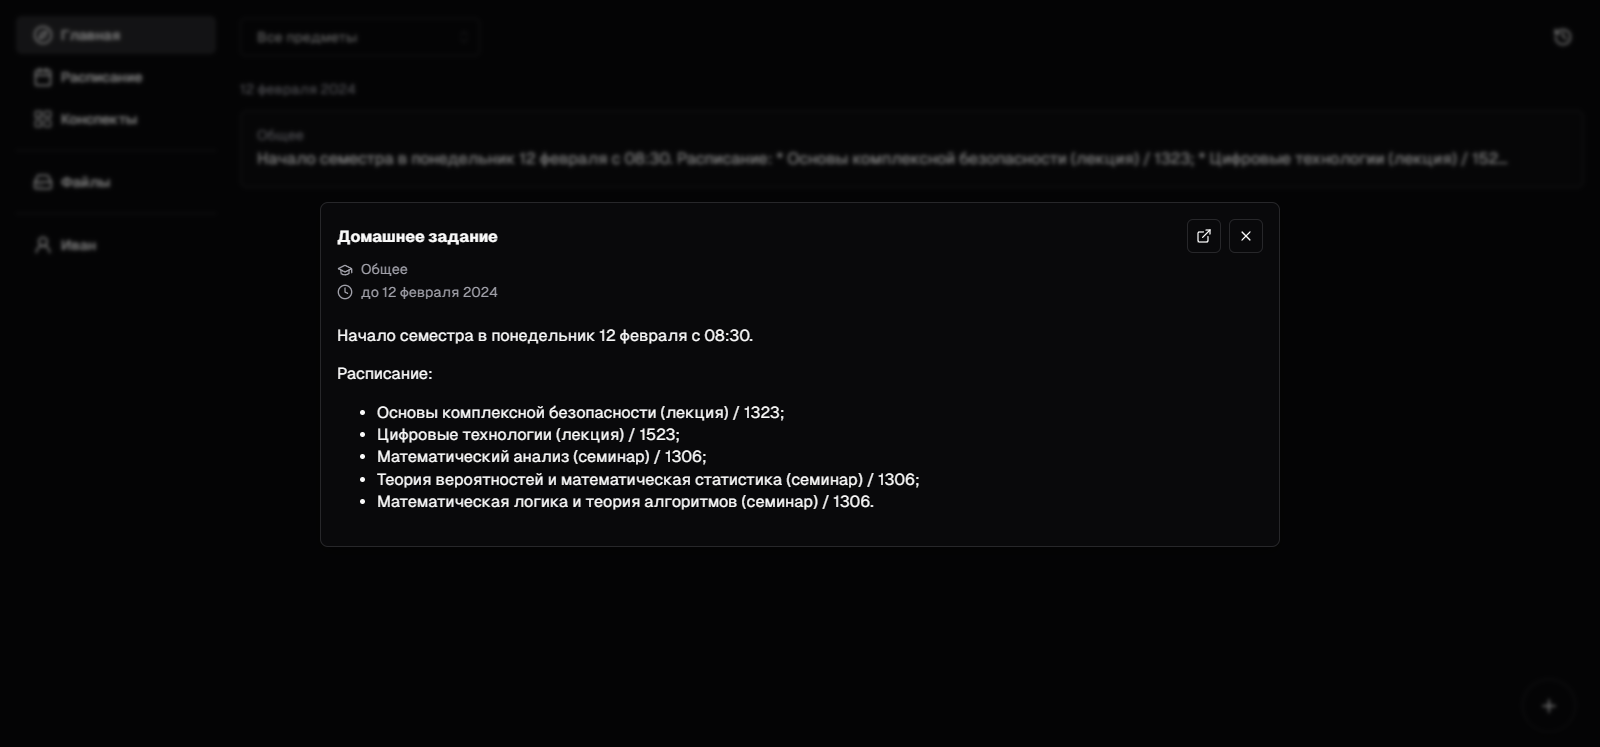 Главная
Расписание
Конспекты
Файлы
Иван
Все предметы
12 февраля 2024
Общее
Начало семестра в понедельник 12 февраля с 08:30. Расписание: * Основы комплексной безопасности (лекция) / 1323; * Цифровые технологии (лекция) / 152...
Домашнее задание
Общее
до 12 февраля 2024
Начало семестра в понедельник 12 февраля с 08:30.
Расписание:
• Основы комплексной безопасности (лекция) / 1323;
• Цифровые технологии (лекция) / 1523;
• Математический анализ (семинар) / 1306;
• Теория вероятностей и математическая статистика (семинар) / 1306;
• Математическая логика и теория алгоритмов (семинар) / 1306.